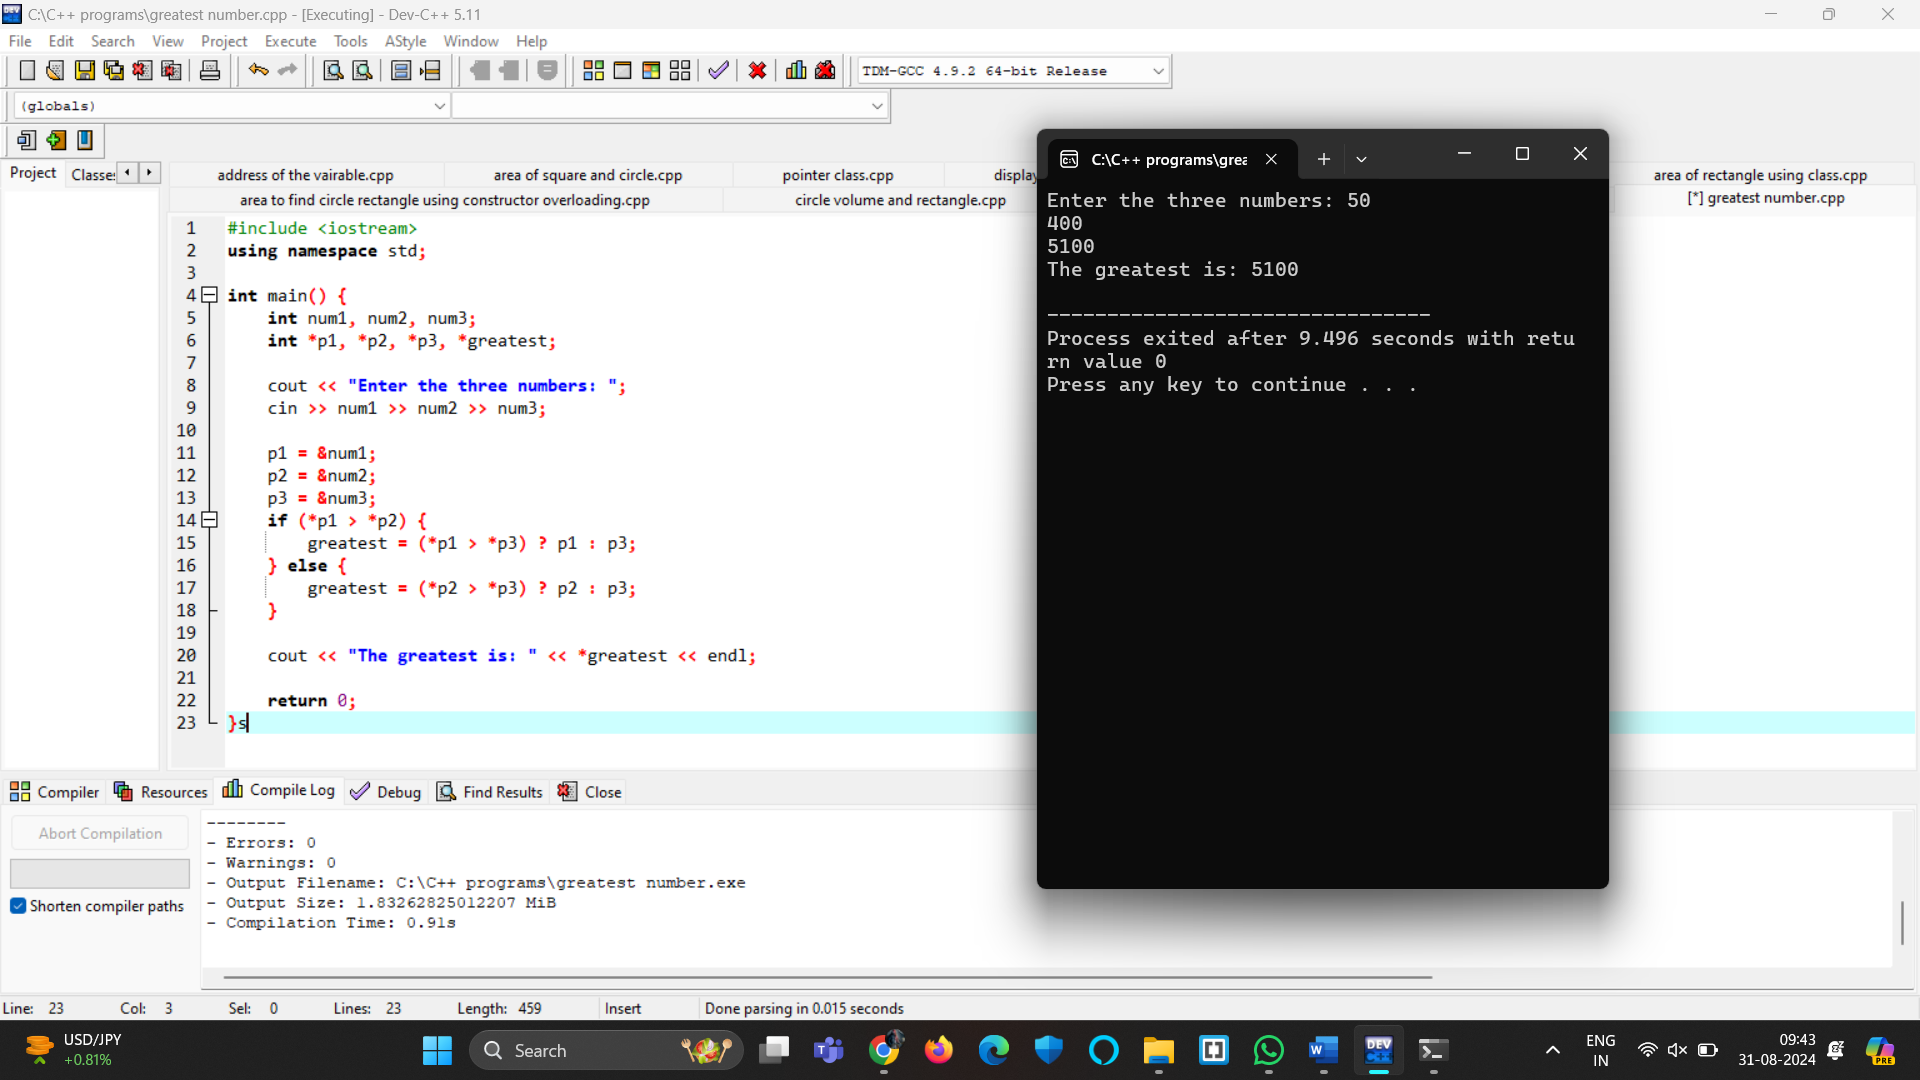 C:\C++ programs\greatest number.cpp - [Executing] - Dev-C++ 5.11
File Edit Search View Project Execute Tools AStyle Window Help
TDM-GCC 4.9.2 64-bit Release
(globals)
Project Classes
address of the vairable.cpp area of square and circle.cpp pointer class.cpp display area of rectangle using class.cpp
area to find circle rectangle using constructor overloading.cpp circle volume and rectangle.cpp [*] greatest number.cpp
1 #include <iostream>
2 using namespace std;
3
4 int main() {
5 int num1, num2, num3;
6 int *p1, *p2, *p3, *greatest;
7
8 cout << "Enter the three numbers: ";
9 cin >> num1 >> num2 >> num3;
10
11 p1 = &num1;
12 p2 = &num2;
13 p3 = &num3;
14 if (*p1 > *p2) {
15 greatest = (*p1 > *p3) ? p1 : p3;
16 } else {
17 greatest = (*p2 > *p3) ? p2 : p3;
18 }
19
20 cout << "The greatest is: " << *greatest << endl;
21
22 return 0;
23 }s
C:\C++ programs\grea
Enter the three numbers: 50
400
5100
The greatest is: 5100
--------------------------------
Process exited after 9.496 seconds with retu
rn value 0
Press any key to continue . . .
Compiler Resources Compile Log Debug Find Results Close
Abort Compilation
Shorten compiler paths
--------
- Errors: 0
- Warnings: 0
- Output Filename: C:\C++ programs\greatest number.exe
- Output Size: 1.83262825012207 MiB
- Compilation Time: 0.91s
Line: 23 Col: 3 Sel: 0 Lines: 23 Length: 459 Insert Done parsing in 0.015 seconds
USD/JPY
+0.81%
Search
DEV
ENG
IN
09:43
31-08-2024
PRE